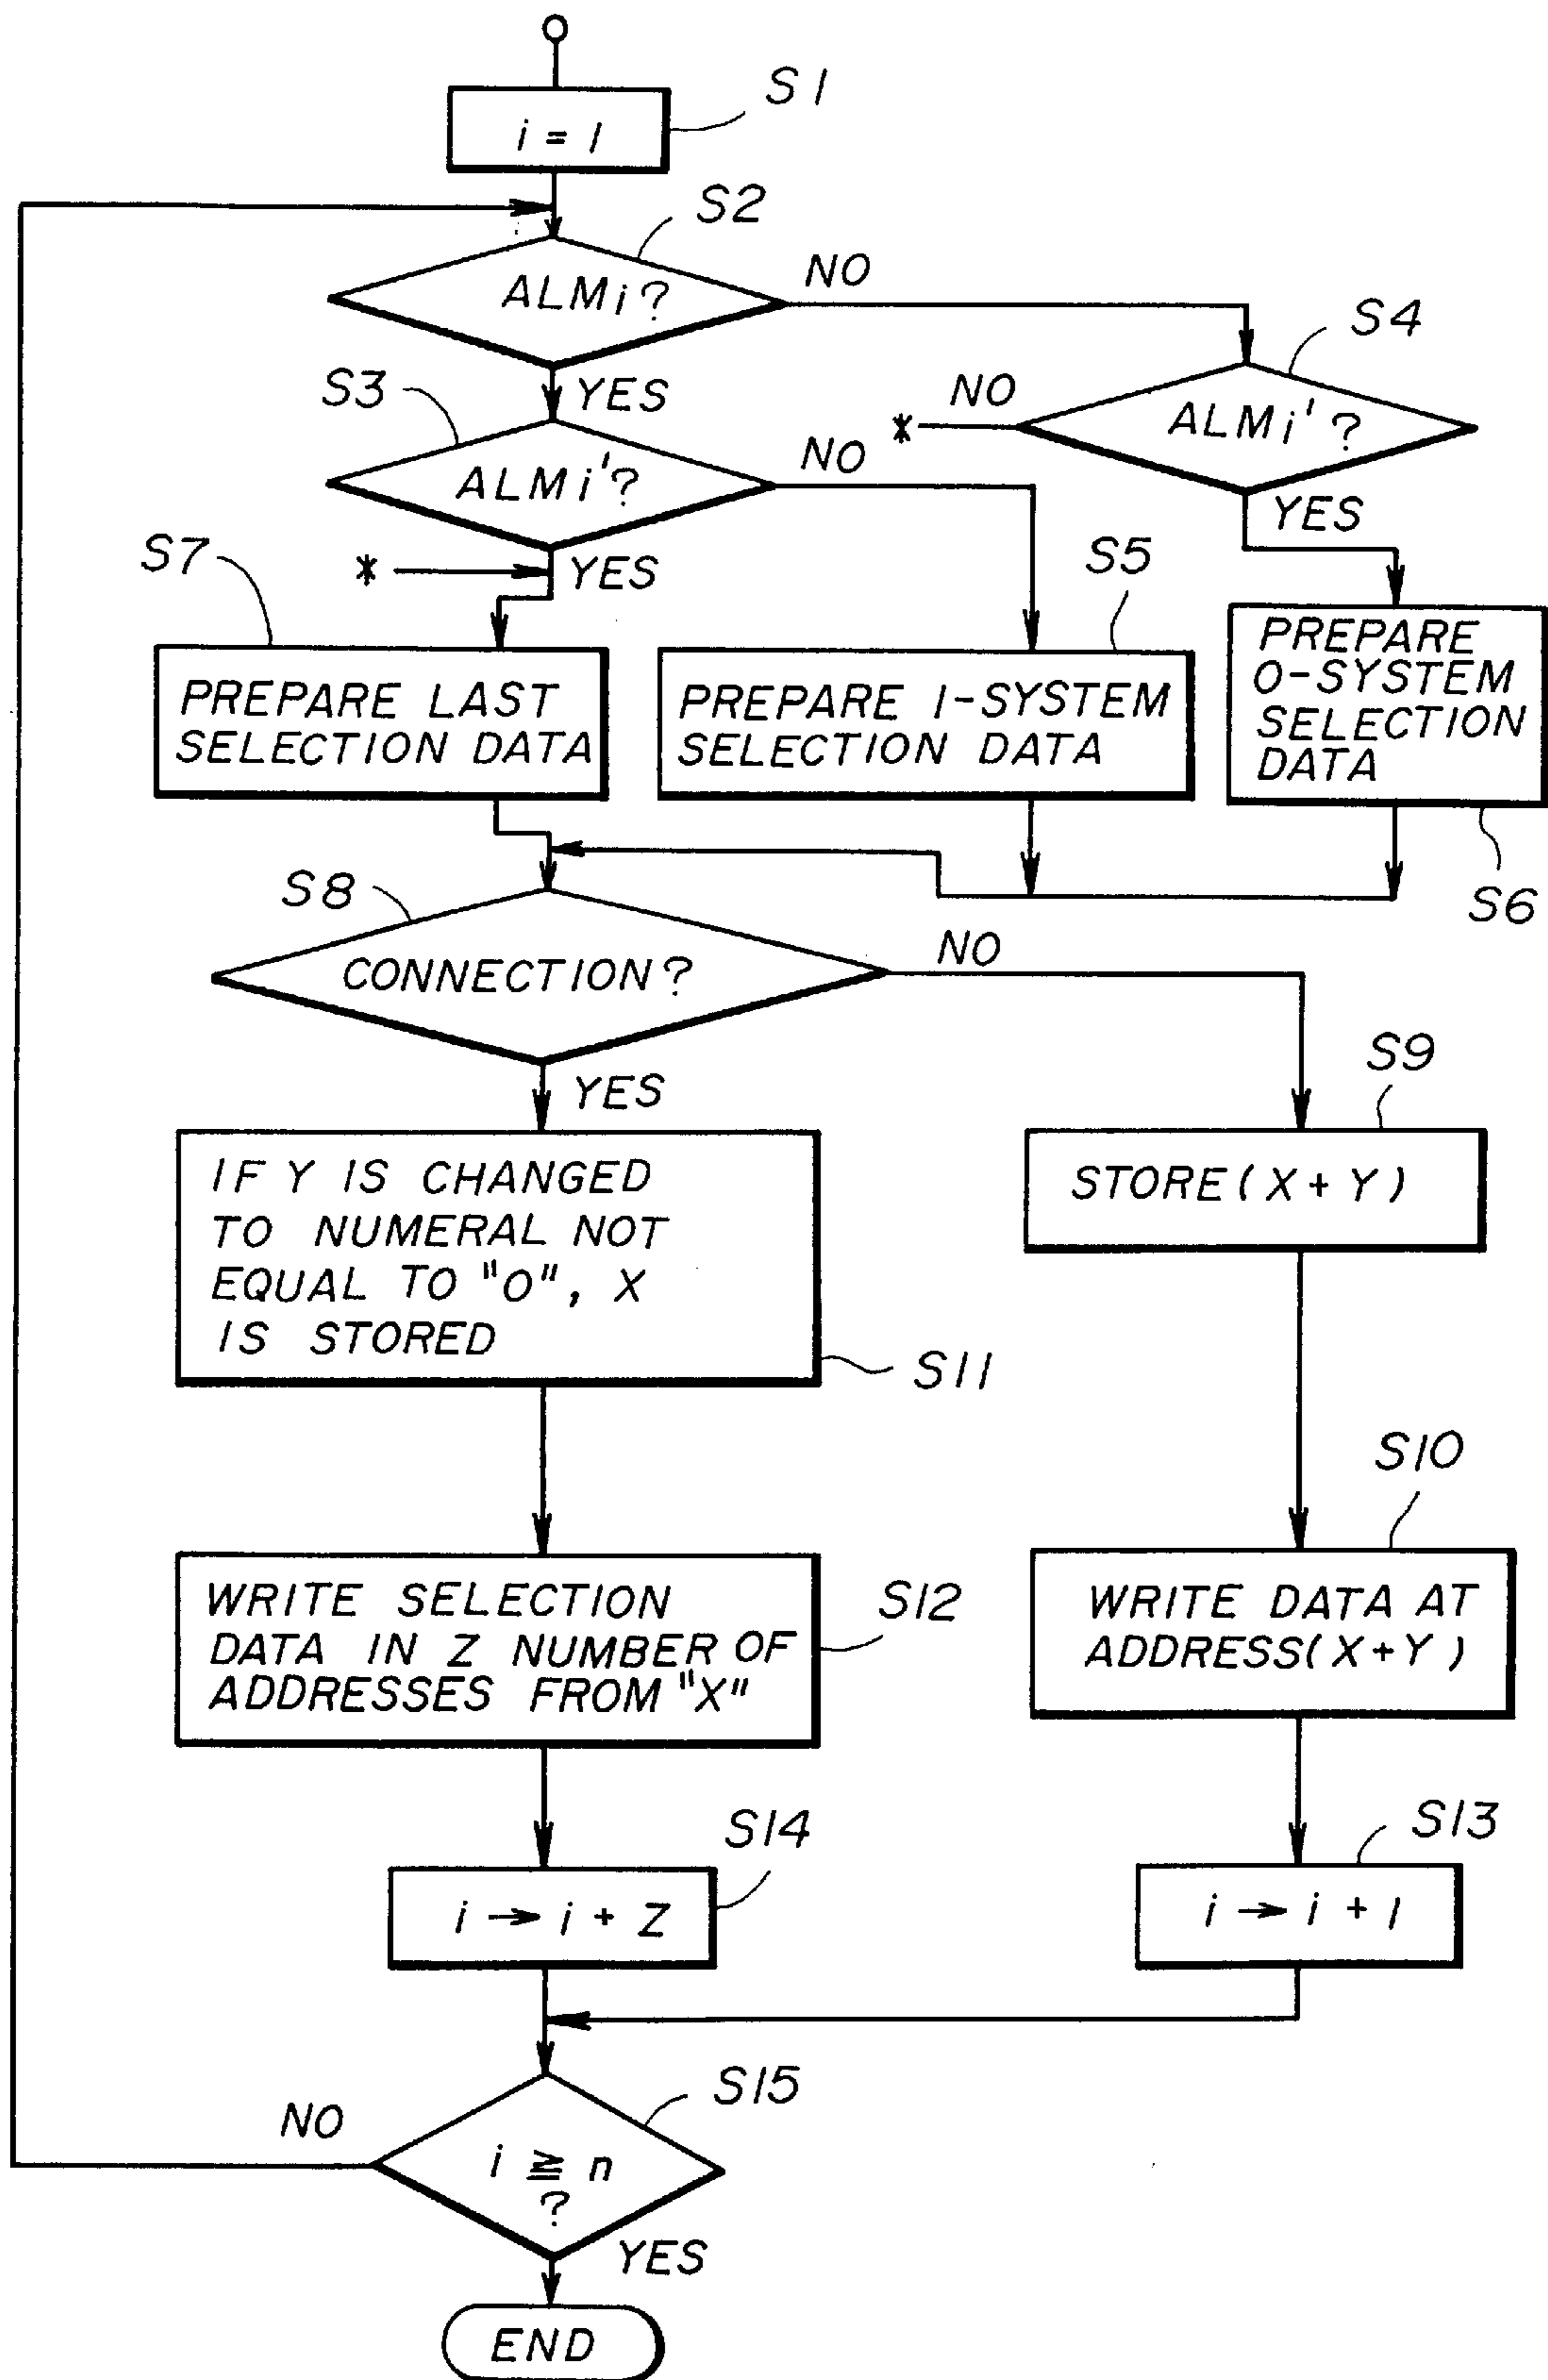 S1
i = 1
S2
ALMi?
NO
S4
S3
YES
NO
*
ALMi'?
ALMi'?
NO
YES
S7
*
YES
S5
PREPARE LAST
SELECTION DATA
PREPARE 1-SYSTEM
SELECTION DATA
PREPARE
0-SYSTEM
SELECTION
DATA
S6
S8
CONNECTION?
NO
YES
S9
IF Y IS CHANGED
TO NUMERAL NOT
EQUAL TO "0", X
IS STORED
S11
STORE(X+Y)
S10
WRITE SELECTION
DATA IN Z NUMBER OF
ADDRESSES FROM "X"
S12
WRITE DATA AT
ADDRESS(X+Y)
S14
S13
i → i + Z
i → i + 1
S15
NO
i ≧ n
?
YES
END